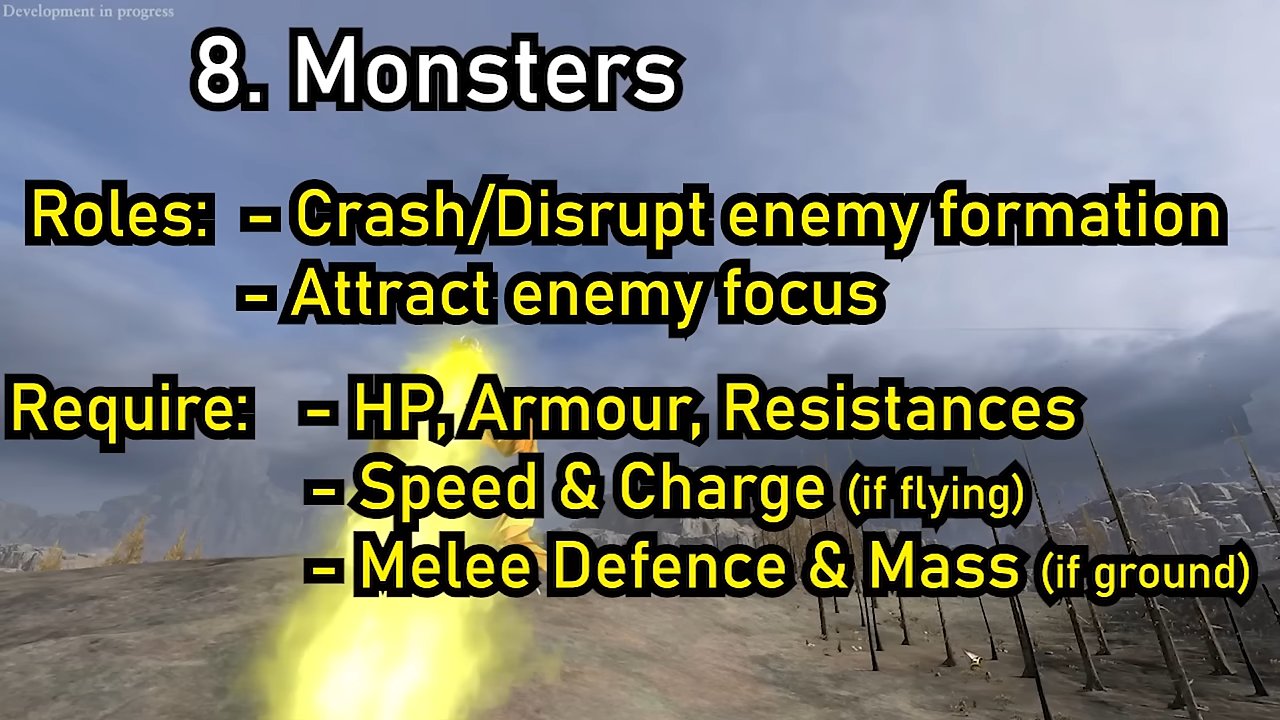 Development in progress
8. Monsters
Roles: - Crash/Disrupt enemy formation
- Attract enemy focus
Require: - HP, Armour, Resistances
- Speed & Charge (if flying)
- Melee Defence & Mass (if ground)